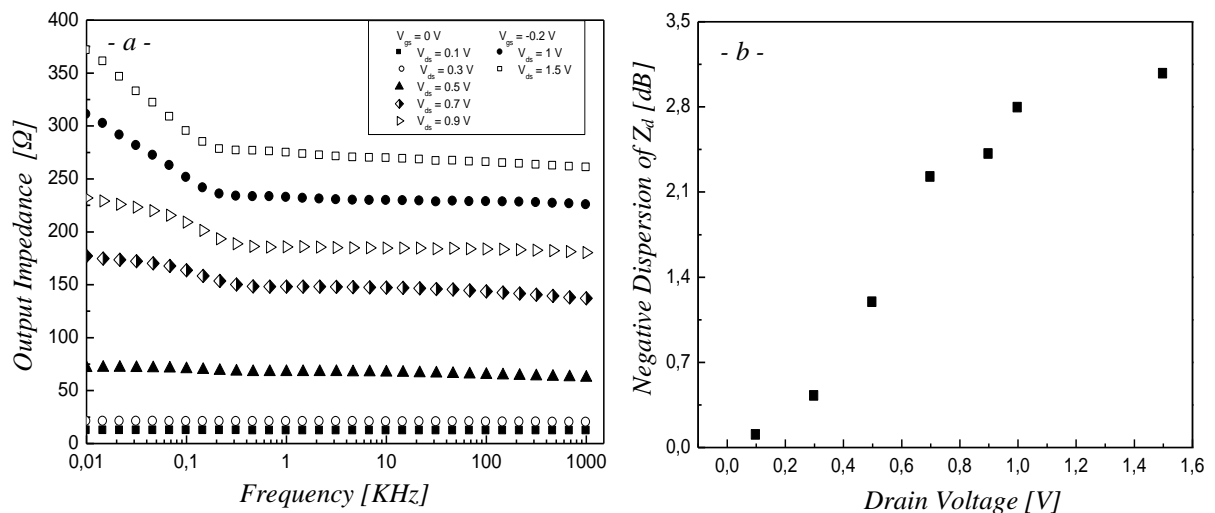 - a -
V_gs = 0 V
V_ds = 0.1 V
V_ds = 0.3 V
V_ds = 0.5 V
V_ds = 0.7 V
V_ds = 0.9 V
V_gs = -0.2 V
V_ds = 1 V
V_ds = 1.5 V
Output Impedance [Ω]
400
350
300
250
200
150
100
50
0
0,01 0,1 1 10 100 1000
Frequency [KHz]
- b -
Negative Dispersion of Z_d [dB]
3,5
2,8
2,1
1,4
0,7
0,0
0,0 0,2 0,4 0,6 0,8 1,0 1,2 1,4 1,6
Drain Voltage [V]